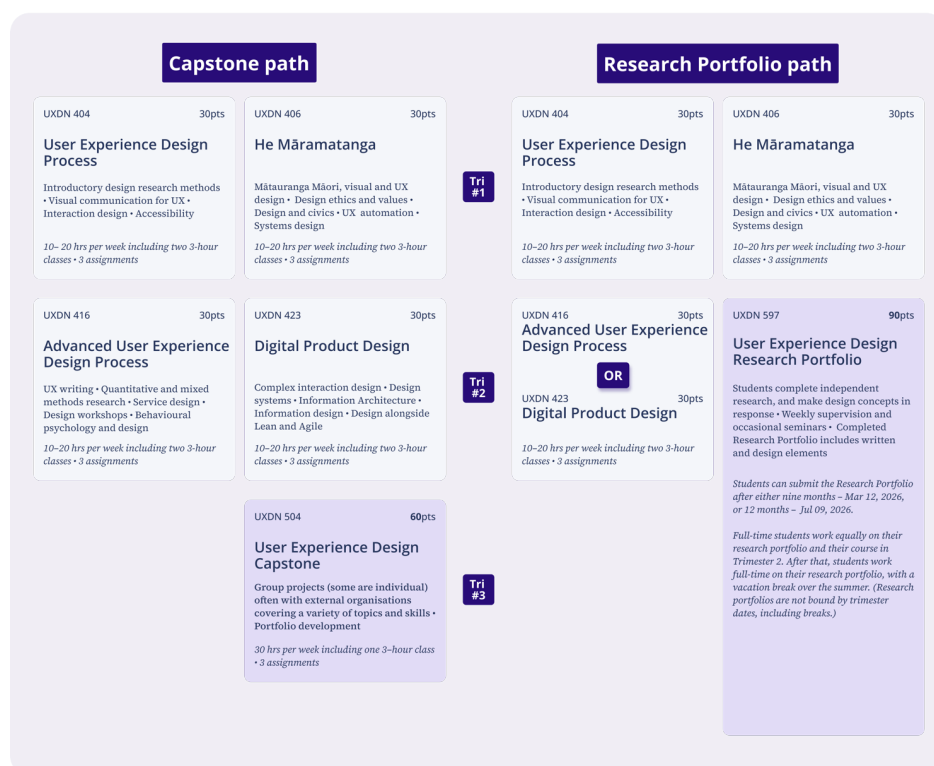 Capstone path
Research Portfolio path
UXDN 404 30pts
User Experience Design
Process
Introductory design research methods
• Visual communication for UX •
Interaction design • Accessibility
10– 20 hrs per week including two 3-hour
classes • 3 assignments
UXDN 406 30pts
He Māramatanga
Mātauranga Māori, visual and UX
design • Design ethics and values •
Design and civics • UX automation •
Systems design
10–20 hrs per week including two 3-hour
classes • 3 assignments
Tri
#1
UXDN 404 30pts
User Experience Design
Process
Introductory design research methods
• Visual communication for UX •
Interaction design • Accessibility
10–20 hrs per week including two 3-hour
classes • 3 assignments
UXDN 406 30pts
He Māramatanga
Mātauranga Māori, visual and UX
design • Design ethics and values •
Design and civics • UX automation •
Systems design
10–20 hrs per week including two 3-hour
classes • 3 assignments
UXDN 416 30pts
Advanced User Experience
Design Process
UX writing • Quantitative and mixed
methods research • Service design •
Design workshops • Behavioural
psychology and design
10–20 hrs per week including two 3-hour
classes • 3 assignments
UXDN 423 30pts
Digital Product Design
Complex interaction design • Design
systems • Information Architecture •
Information design • Design alongside
Lean and Agile
10–20 hrs per week including two 3-hour
classes • 3 assignments
Tri
#2
UXDN 416 30pts
Advanced User Experience
Design Process
OR
UXDN 423 30pts
Digital Product Design
10–20 hrs per week including two 3-hour
classes • 3 assignments
UXDN 597 90pts
User Experience Design
Research Portfolio
Students complete independent
research, and make design concepts in
response • Weekly supervision and
occasional seminars • Completed
Research Portfolio includes written
and design elements
Students can submit the Research Portfolio
after either nine months – Mar 12, 2026,
or 12 months – Jul 09, 2026.
Full-time students work equally on their
research portfolio and their course in
Trimester 2. After that, students work
full-time on their research portfolio, with a
vacation break over the summer. (Research
portfolios are not bound by trimester
dates, including breaks.)
UXDN 504 60pts
User Experience Design
Capstone
Group projects (some are individual)
often with external organisations
covering a variety of topics and skills •
Portfolio development
30 hrs per week including one 3–hour class
• 3 assignments
Tri
#3